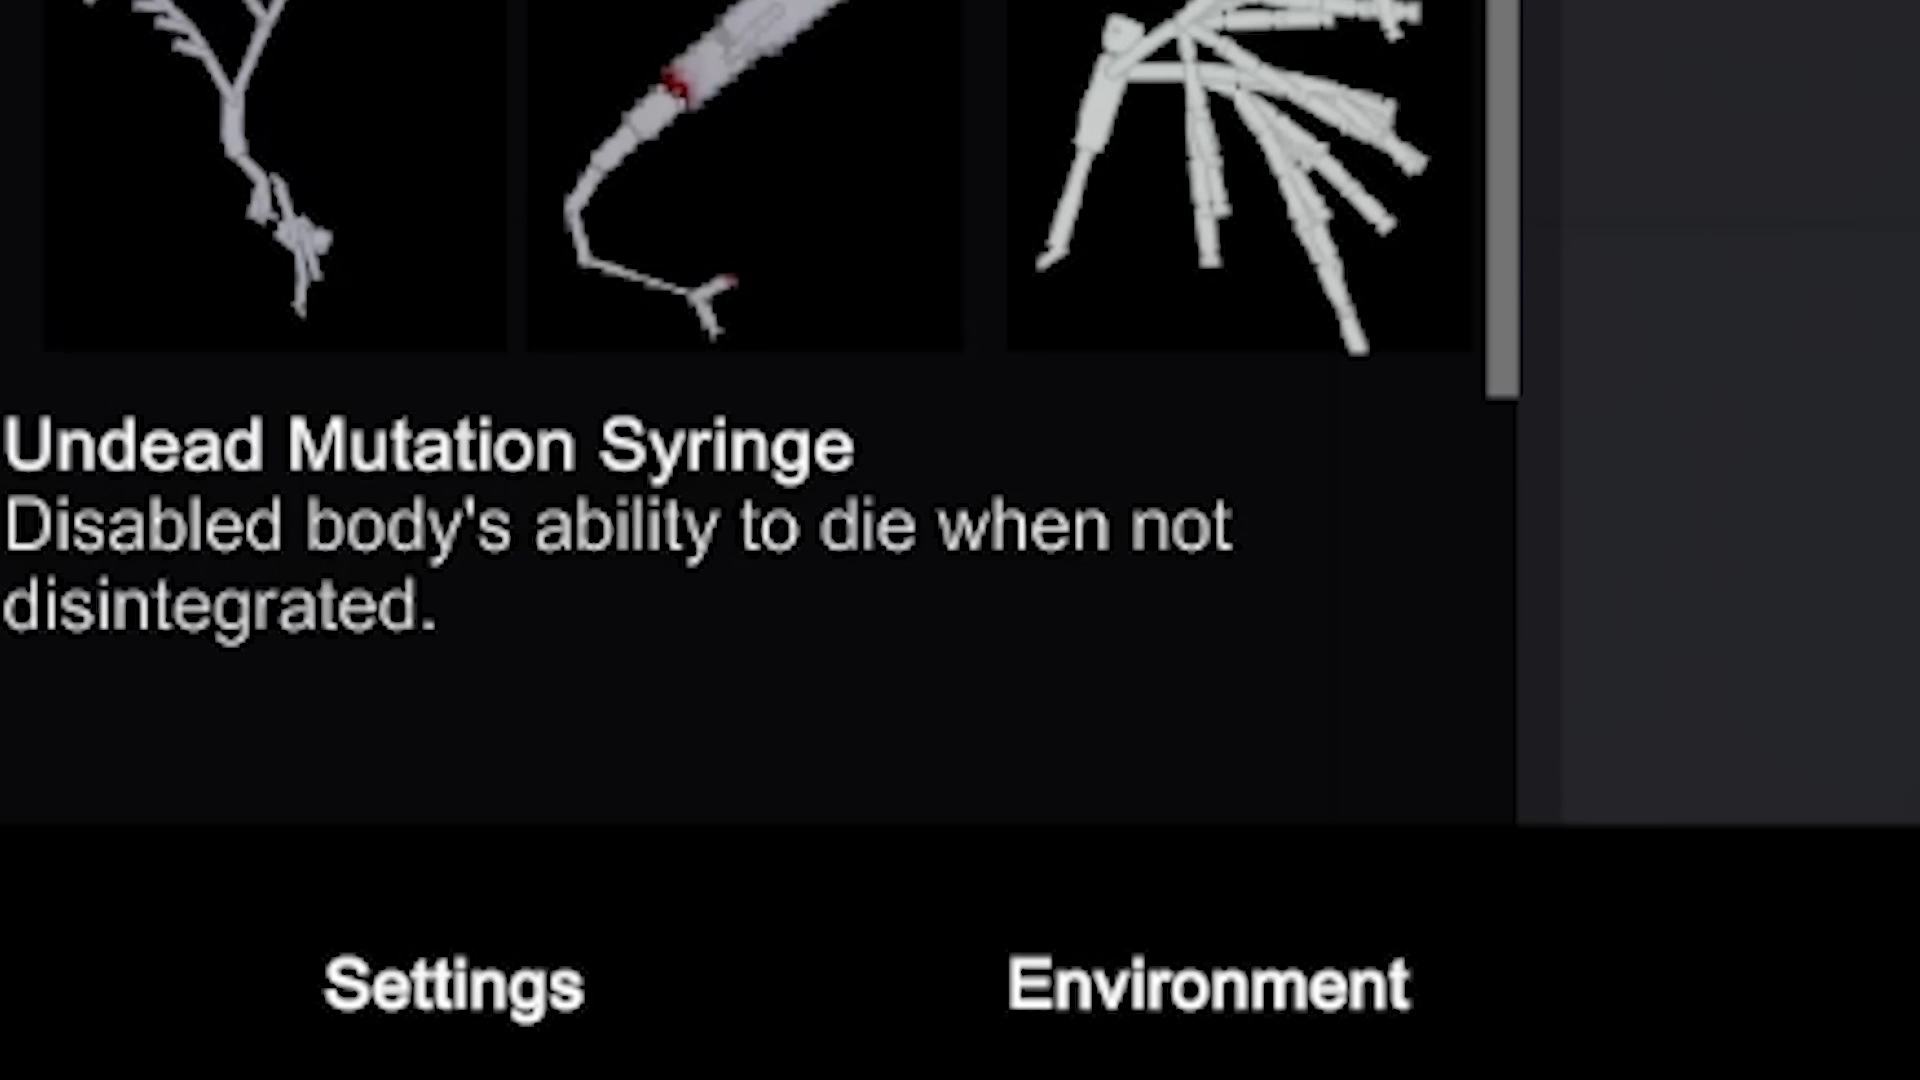 Undead Mutation Syringe
Disabled body's ability to die when not
disintegrated.
Settings
Environment